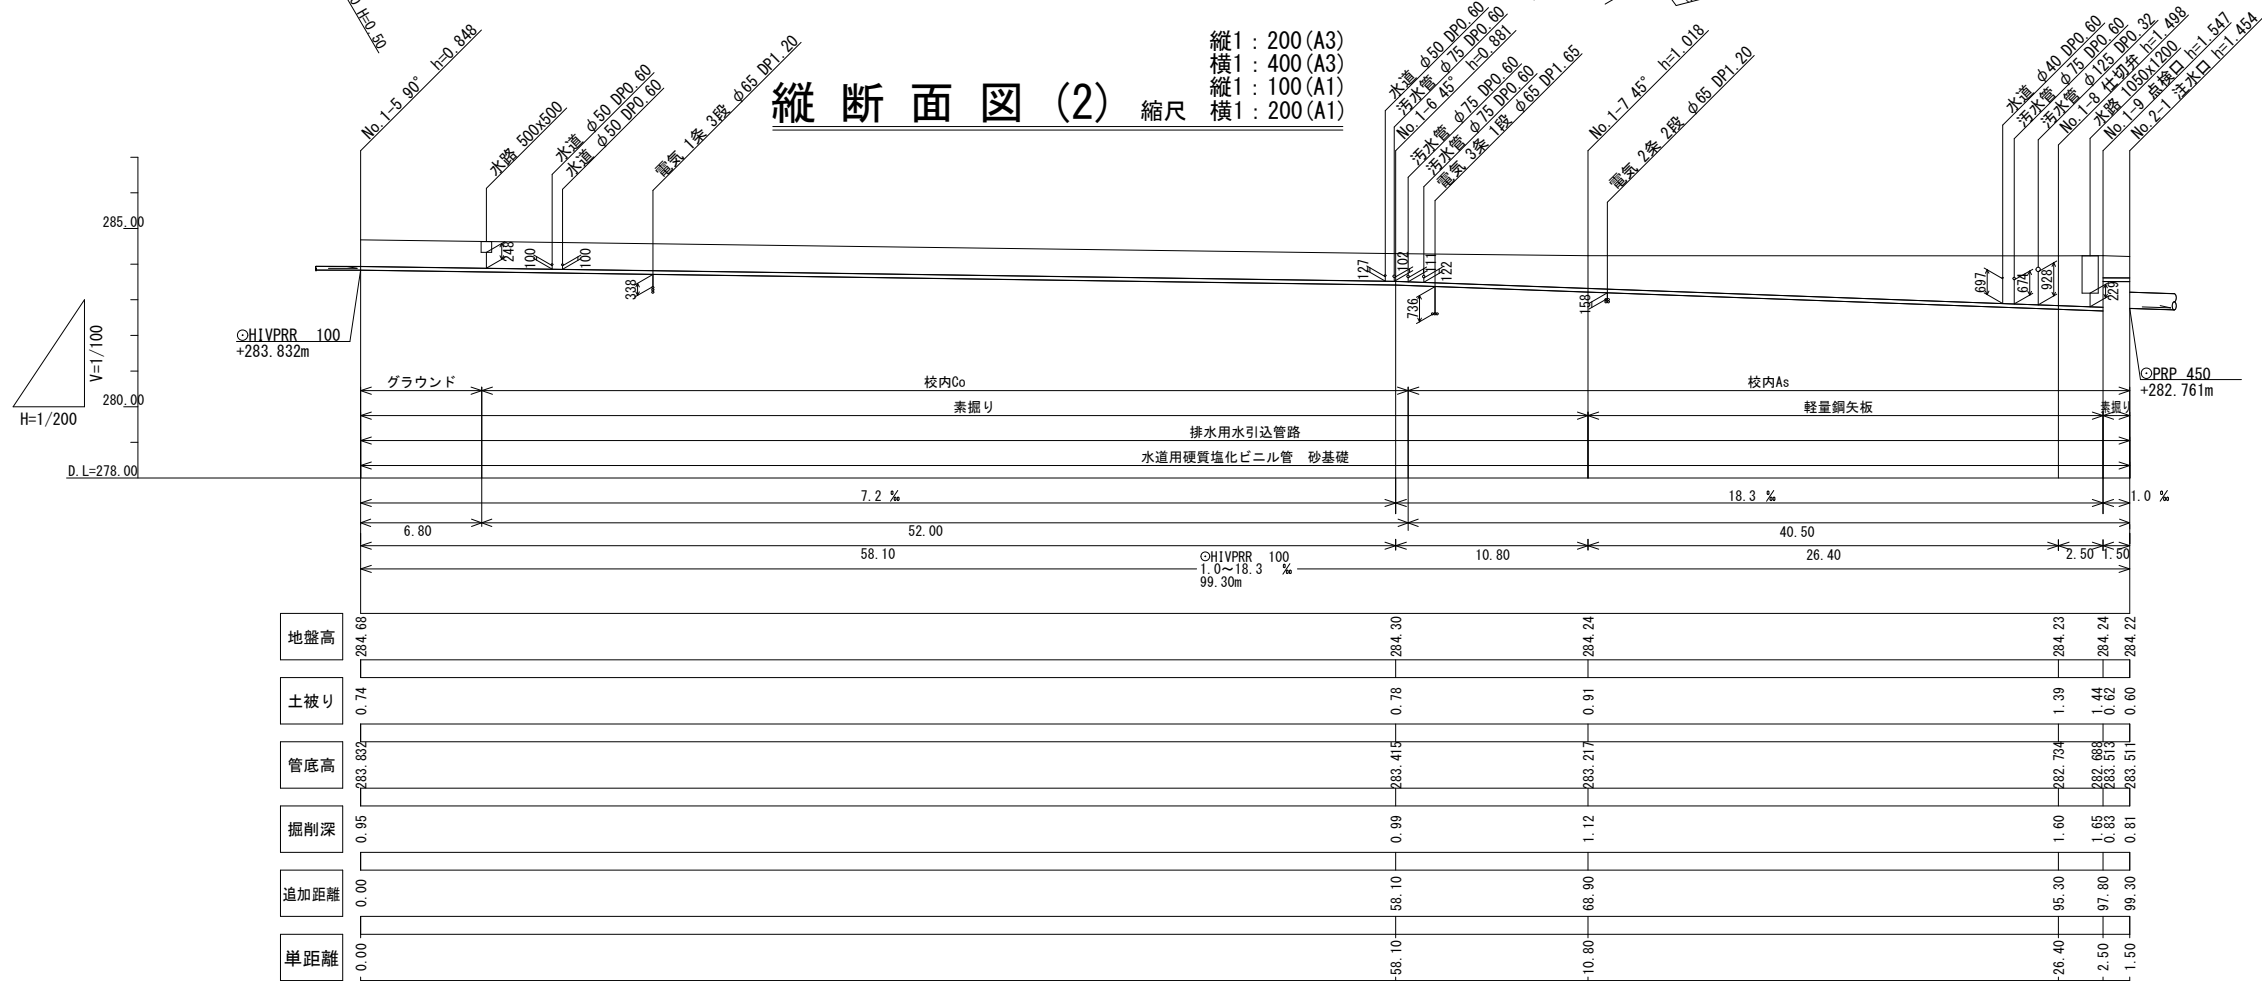 H=0.50
縦断面図 (2) 縮尺
縦1：200(A3)
横1：400(A3)
縦1：100(A1)
横1：200(A1)
No.1-5 90° h=0.848
水路 500x500
水道 φ50 DP0.60
水道 φ50 DP0.60
電気 1条 3段 φ65 DP1.20
水道 φ50 DP0.60
汚水管 φ75 DP0.60
No.1-6 45° h=0.881
汚水管 φ75 DP0.60
汚水管 φ75 DP0.60
電気 3条 1段 φ65 DP1.65
No.1-7 45° h=1.018
電気 2条 2段 φ65 DP1.20
水道 φ40 DP0.60
汚水管 φ75 DP0.60
汚水管 φ125 DP0.32
No.1-8 仕切弁 h=1.498
水路 1050x1200
No.1-9 点検口 h=1.547
No.2-1 注水口 h=1.454
285.00
280.00
D.L=278.00
V=1/100
H=1/200
248
100
100
338
127
102
111
122
736
158
697
674
928
229
⊙HIVPRR 100
+283.832m
⊙PRP 450
+282.761m
グラウンド 校内Co 校内As
素掘り 軽量鋼矢板 素掘り
排水用水引込管路
水道用硬質塩化ビニル管 砂基礎
7.2 ‰ 18.3 ‰ 1.0 ‰
6.80 52.00 40.50
58.10 10.80 26.40 2.50 1.50
⊙HIVPRR 100
1.0～18.3 ‰
99.30m
地盤高 284.68 284.30 284.24 284.23 284.24 284.22
土被り 0.74 0.78 0.91 1.39 1.44 0.62 0.60
管底高 283.832 283.415 283.217 282.734 282.688 283.513 283.511
掘削深 0.95 0.99 1.12 1.60 1.65 0.83 0.81
追加距離 0.00 58.10 68.90 95.30 97.80 99.30
単距離 0.00 58.10 10.80 26.40 2.50 1.50